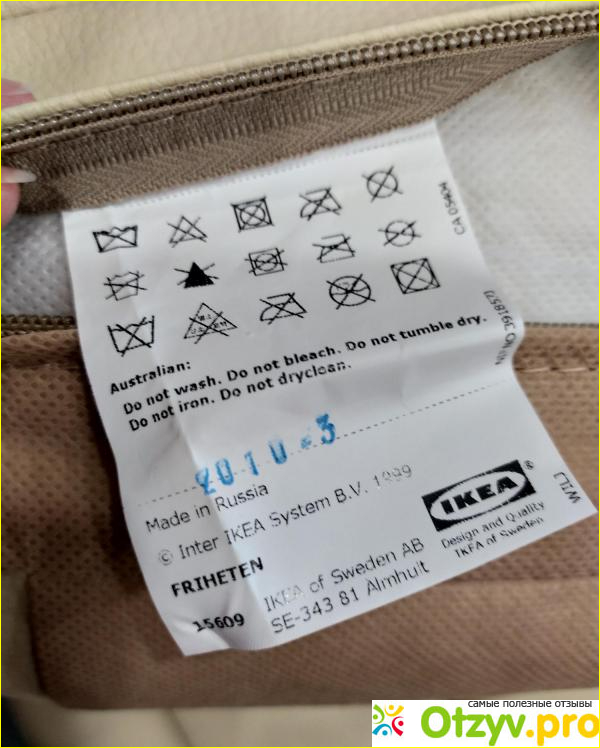 CA 09KM
Australian:
Do not wash. Do not bleach. Do not tumble dry.
Do not iron. Do not dryclean.
2010 3
Made in Russia
© Inter IKEA System B.V. 1999
IKEA®
Design and Quality
IKEA of Sweden
FRIHETEN
15609
IKEA of Sweden AB
SE-343 81 Älmhult
самые полезные отзывы
Otzyv.pro